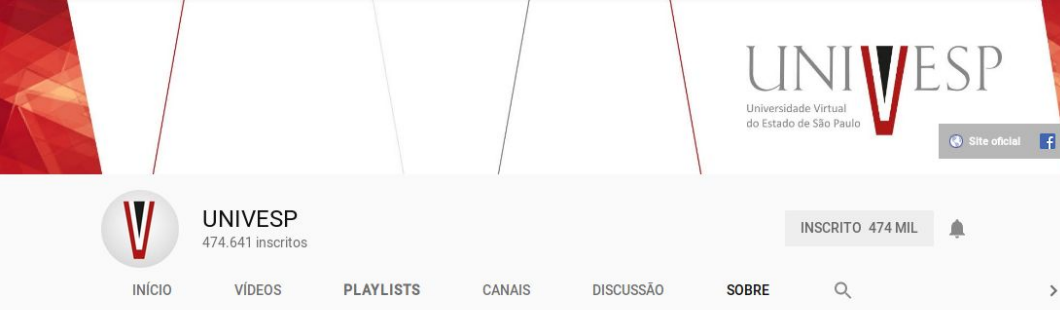 UNIVESP
Universidade Virtual
do Estado de São Paulo
Site oficial
UNIVESP
474.641 inscritos
INSCRITO 474 MIL
INÍCIO VÍDEOS PLAYLISTS CANAIS DISCUSSÃO SOBRE